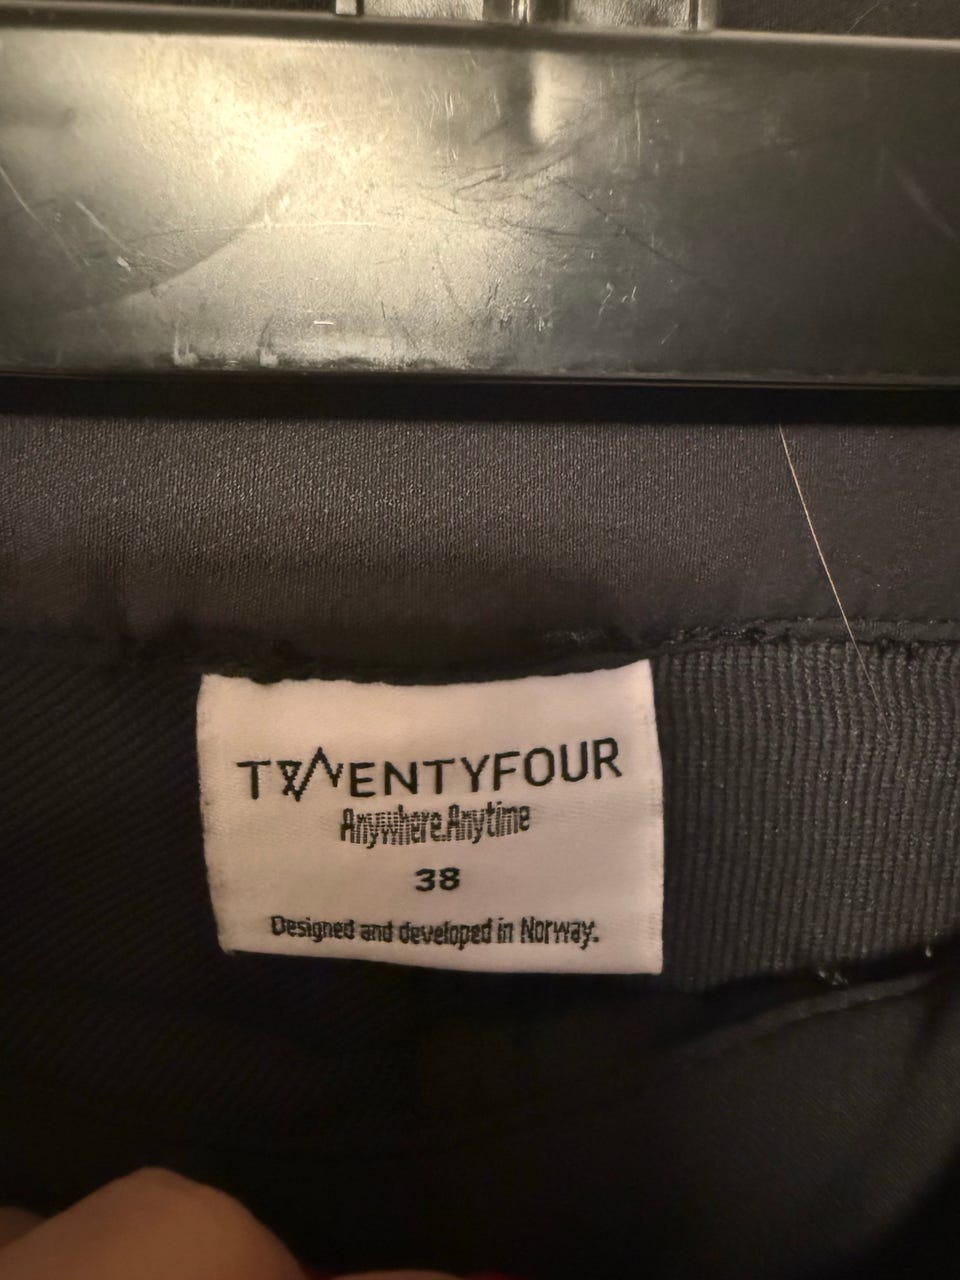 TWENTYFOUR
Anywhere.Anytime
38
Designed and developed in Norway.